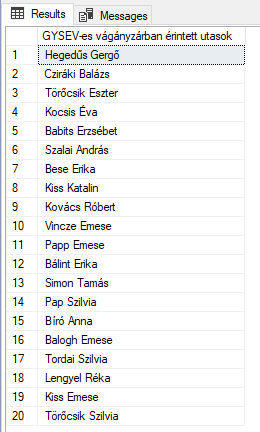 Results Messages
GYSEV-es vágányzárban érintett utasok
1 Hegedűs Gergő
2 Cziráki Balázs
3 Törőcsik Eszter
4 Kocsis Éva
5 Babits Erzsébet
6 Szalai András
7 Bese Erika
8 Kiss Katalin
9 Kovács Róbert
10 Vincze Emese
11 Papp Emese
12 Bálint Erika
13 Simon Tamás
14 Pap Szilvia
15 Bíró Anna
16 Balogh Emese
17 Tordai Szilvia
18 Lengyel Réka
19 Kiss Emese
20 Törőcsik Szilvia